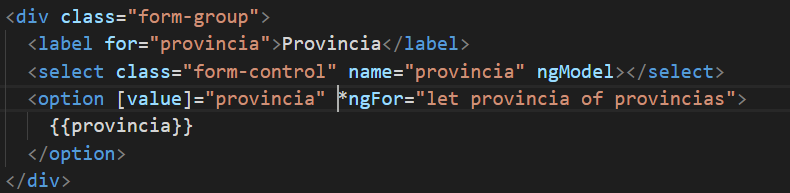 <div class="form-group">
<label for="provincia">Provincia</label>
<select class="form-control" name="provincia" ngModel></select>
<option [value]="provincia" *ngFor="let provincia of provincias">
{{provincia}}
</option>
</div>